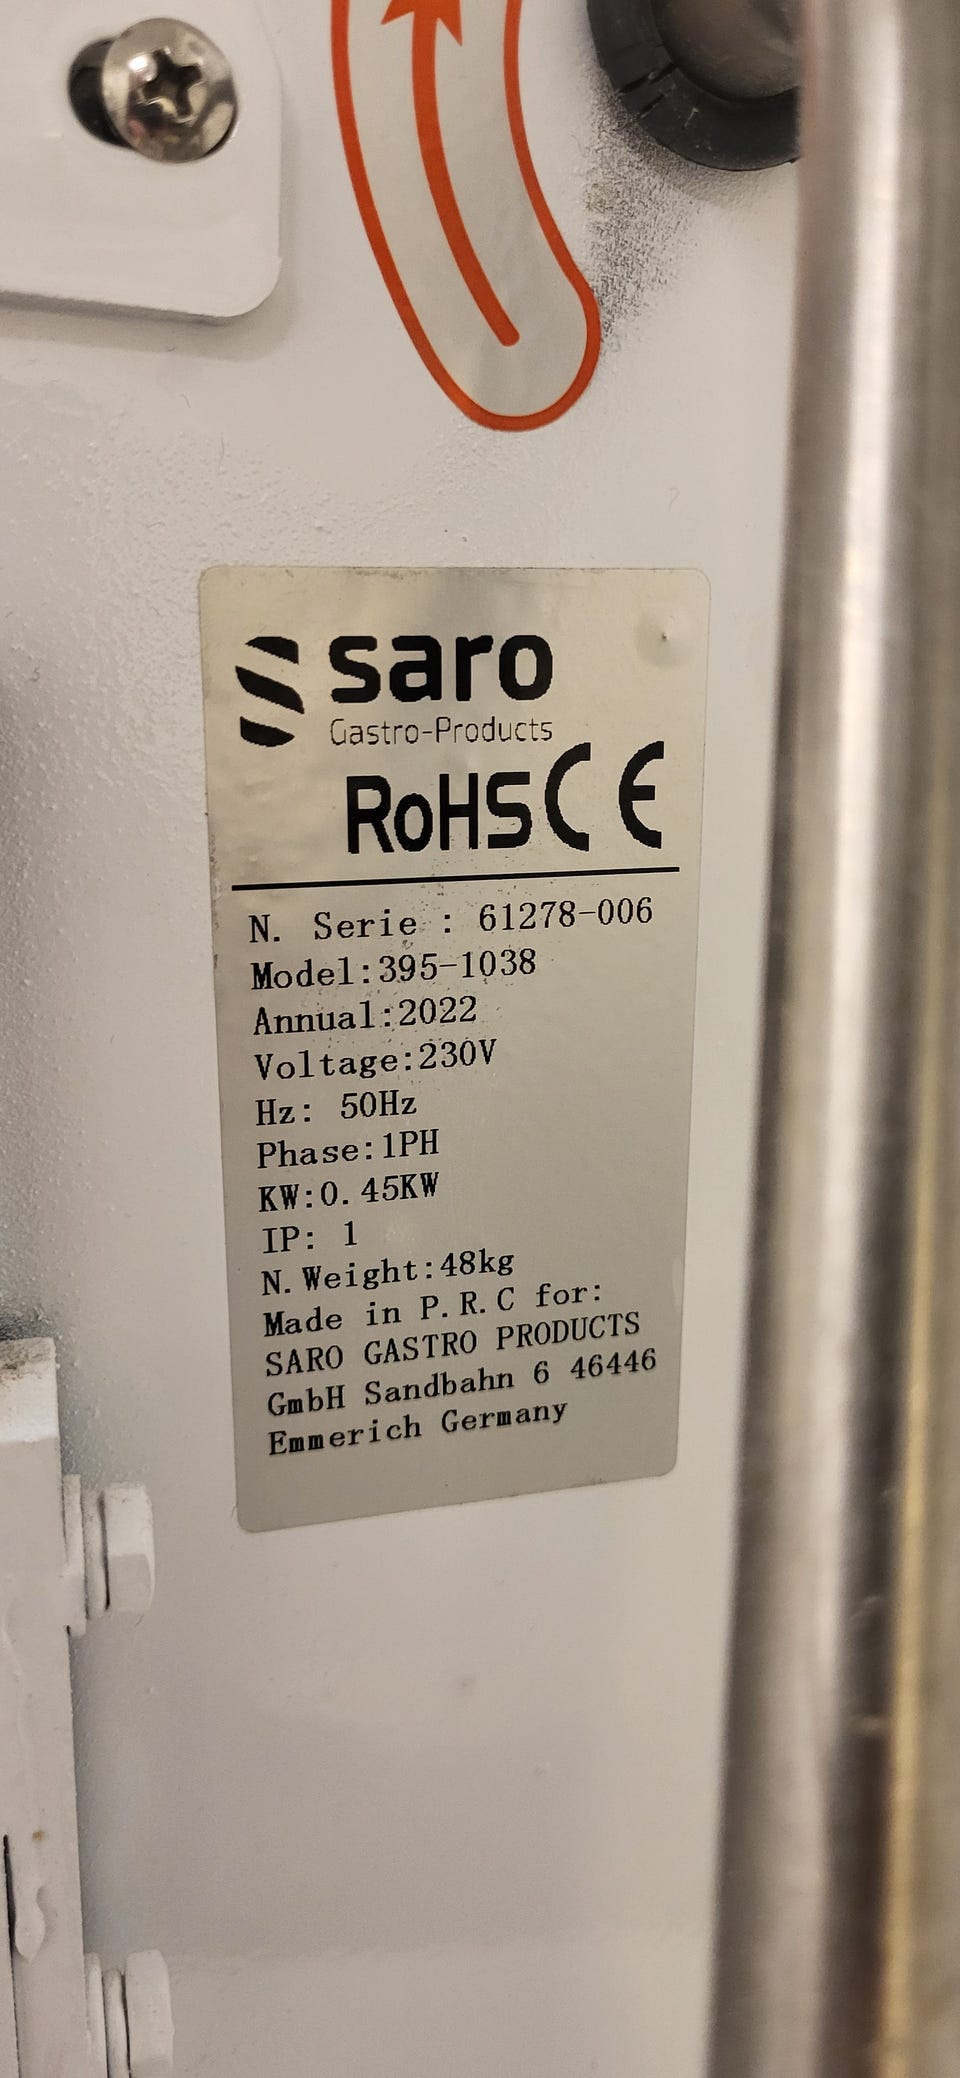 saro
Gastro-Products
RoHS CE
N. Serie : 61278-006
Model:395-1038
Annual:2022
Voltage:230V
Hz: 50Hz
Phase:1PH
KW:0.45KW
IP: 1
N.Weight:48kg
Made in P.R.C for:
SARO GASTRO PRODUCTS
GmbH Sandbahn 6 46446
Emmerich Germany